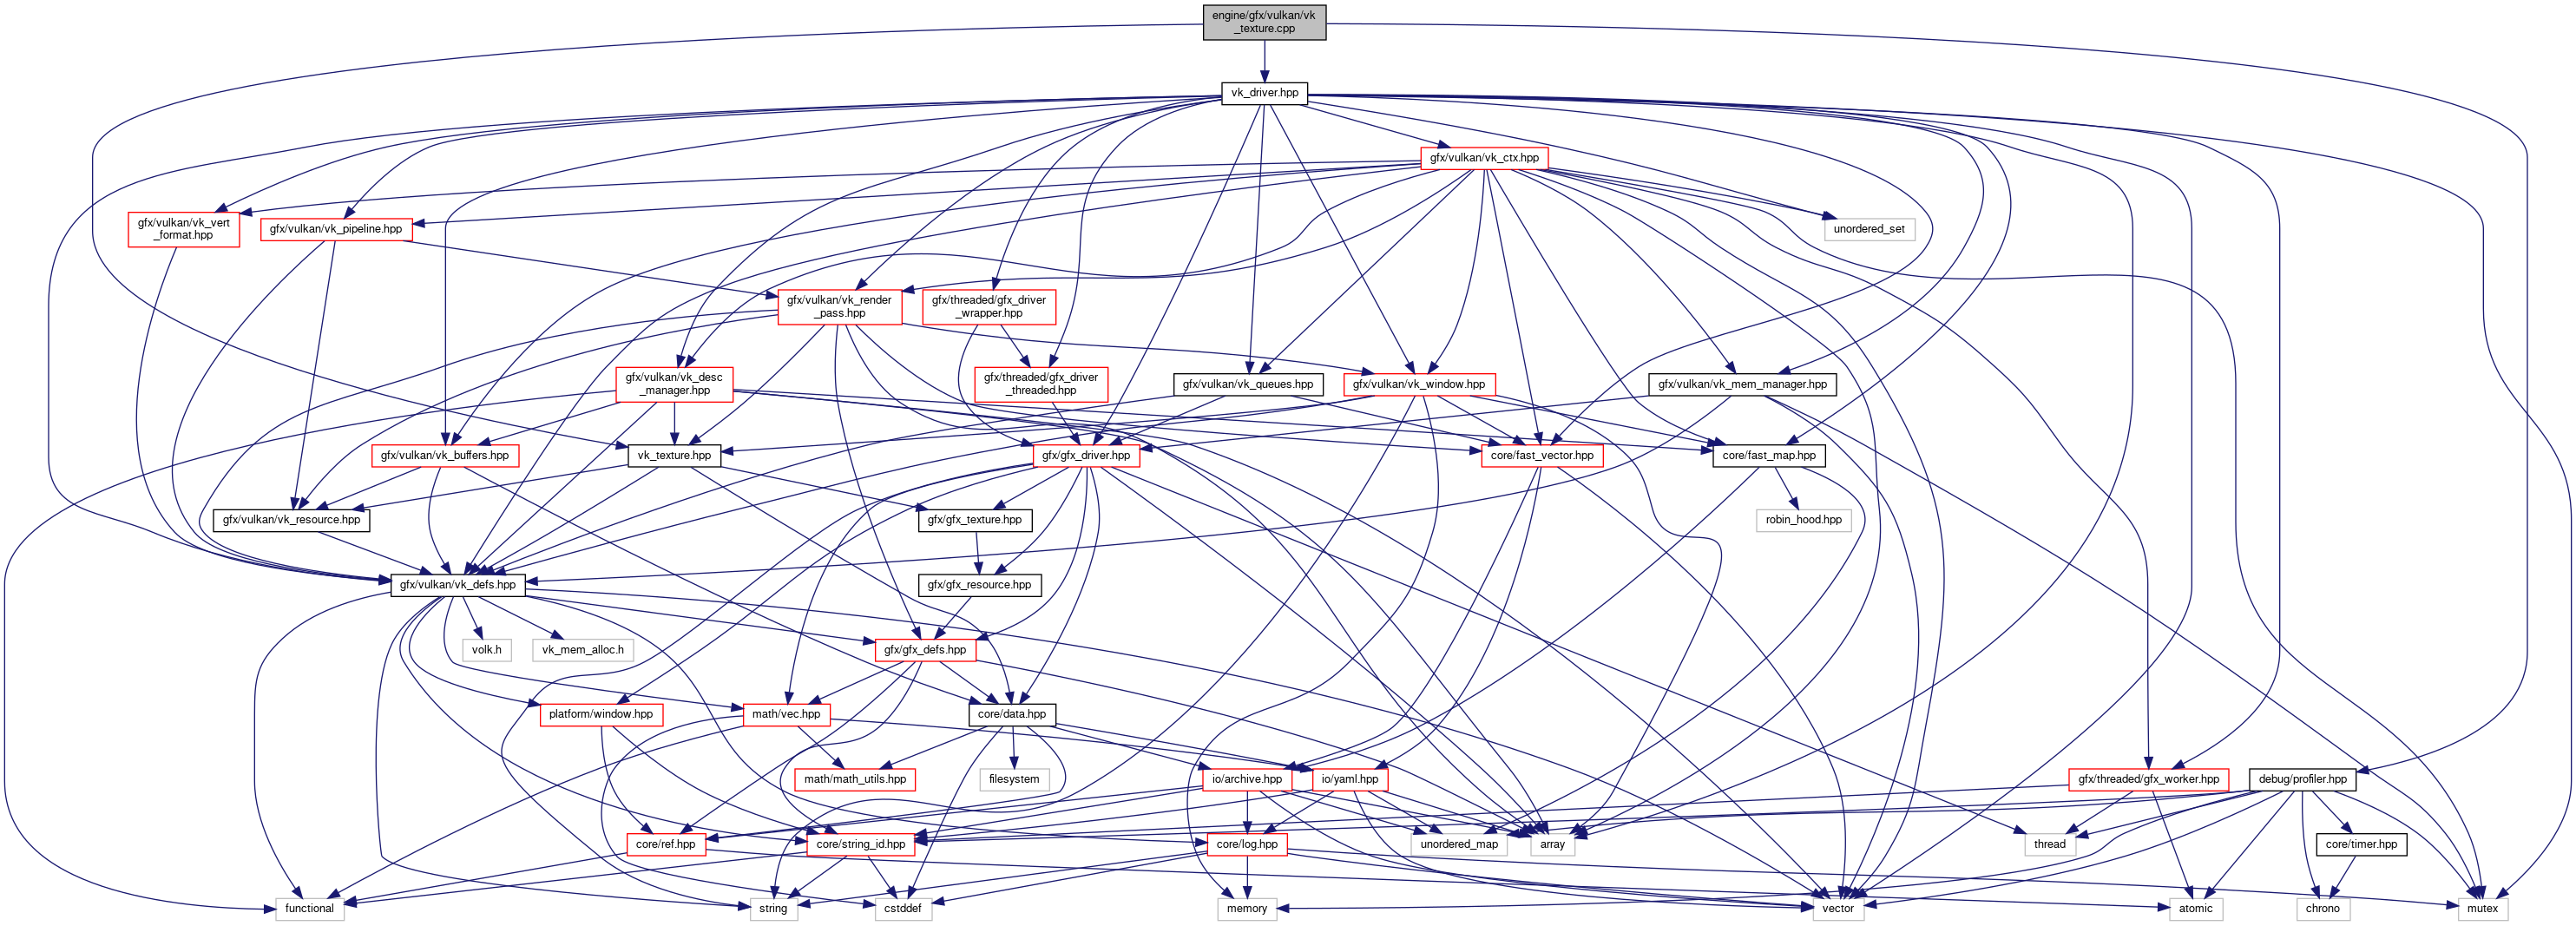 engine/gfx/vulkan/vk
_texture.cpp
vk_driver.hpp
gfx/vulkan/vk_ctx.hpp
gfx/vulkan/vk_vert
_format.hpp
gfx/vulkan/vk_pipeline.hpp
unordered_set
gfx/vulkan/vk_render
_pass.hpp
gfx/threaded/gfx_driver
_wrapper.hpp
gfx/vulkan/vk_desc
_manager.hpp
gfx/threaded/gfx_driver
_threaded.hpp
gfx/vulkan/vk_queues.hpp
gfx/vulkan/vk_window.hpp
gfx/vulkan/vk_mem_manager.hpp
gfx/vulkan/vk_buffers.hpp
vk_texture.hpp
gfx/gfx_driver.hpp
core/fast_vector.hpp
core/fast_map.hpp
gfx/vulkan/vk_resource.hpp
gfx/gfx_texture.hpp
robin_hood.hpp
gfx/vulkan/vk_defs.hpp
gfx/gfx_resource.hpp
volk.h
vk_mem_alloc.h
gfx/gfx_defs.hpp
platform/window.hpp
math/vec.hpp
core/data.hpp
math/math_utils.hpp
filesystem
io/archive.hpp
io/yaml.hpp
gfx/threaded/gfx_worker.hpp
debug/profiler.hpp
core/ref.hpp
core/string_id.hpp
core/log.hpp
unordered_map
array
thread
core/timer.hpp
functional
string
cstddef
memory
vector
atomic
chrono
mutex